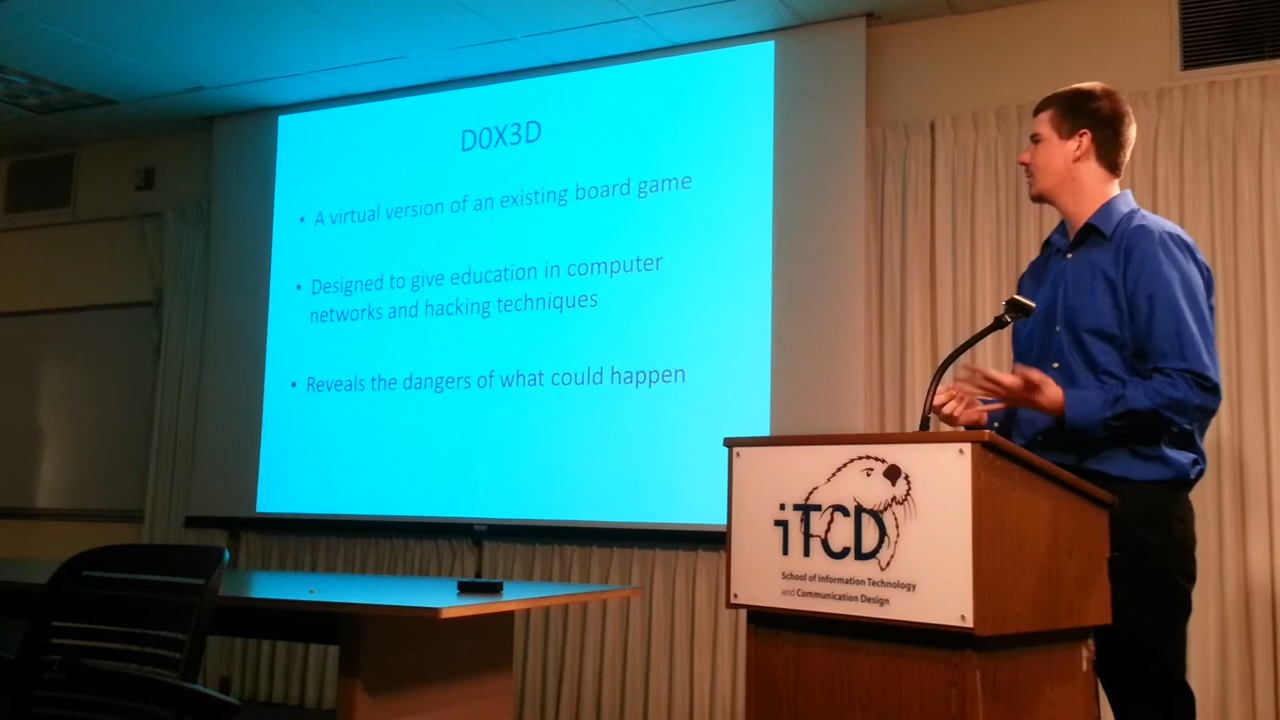 D0X3D
• A virtual version of an existing board game
• Designed to give education in computer
networks and hacking techniques
• Reveals the dangers of what could happen
iTCD
School of Information Technology
and Communication Design